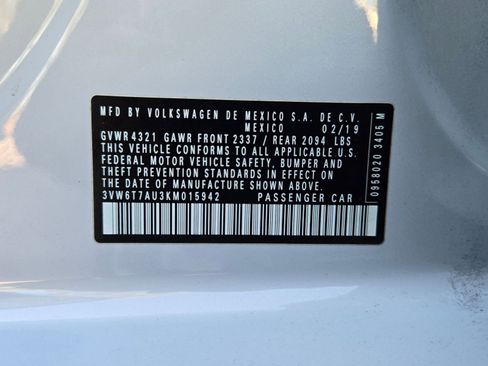 MFD BY VOLKSWAGEN DE MEXICO S.A. DE C.V.
MEXICO 02/19
GVWR 4321 GAWR FRONT 2337 / REAR 2094 LBS
THIS VEHICLE CONFORMS TO ALL APPLICABLE U.S.
FEDERAL MOTOR VEHICLE SAFETY, BUMPER AND
THEFT PREVENTION STANDARDS IN EFFECT ON THE
DATE OF MANUFACTURE SHOWN ABOVE.
3VW6T7AU3KM015942 PASSENGER CAR
0958020 3405 M